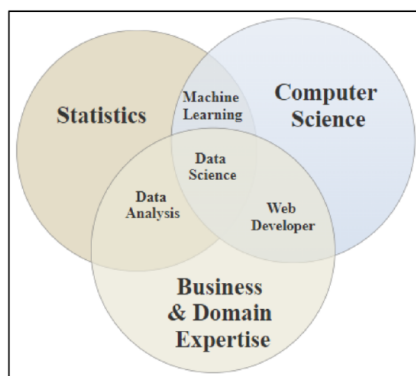 Statistics
Machine
Learning
Computer
Science
Data
Science
Data
Analysis
Web
Developer
Business
& Domain
Expertise